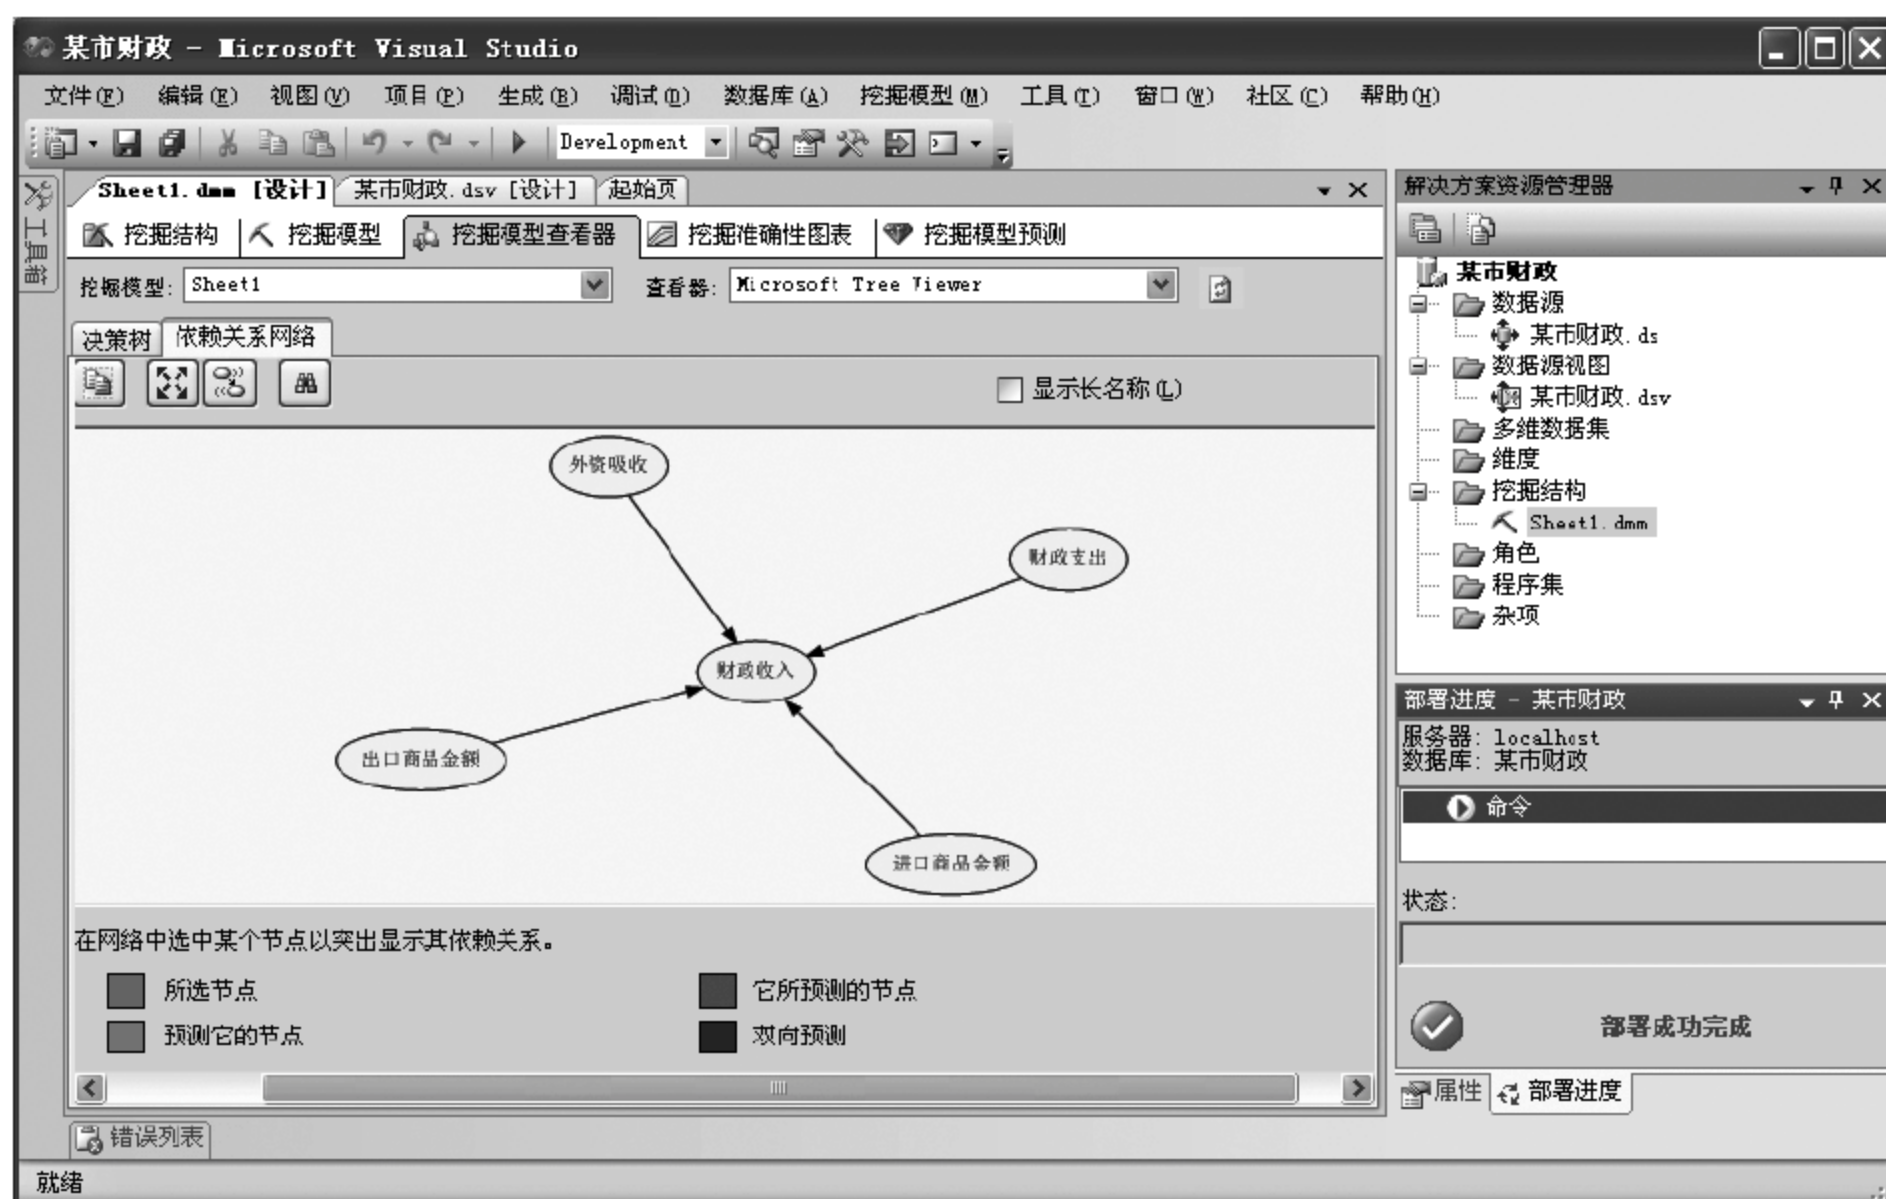 某市财政 - Microsoft Visual Studio
文件(F) 编辑(E) 视图(V) 项目(P) 生成(B) 调试(D) 数据库(A) 挖掘模型(M) 工具(T) 窗口(W) 社区(C) 帮助(H)
Development
工具箱
Sheet1.dmm [设计] 某市财政.dsv [设计] 起始页
挖掘结构 挖掘模型 挖掘模型查看器 挖掘准确性图表 挖掘模型预测
挖掘模型: Sheet1 查看器: Microsoft Tree Viewer
决策树 依赖关系网络
显示长名称(L)
外资吸收
财政支出
财政收入
出口商品金额
进口商品金额
在网络中选中某个节点以突出显示其依赖关系。
所选节点 它所预测的节点
预测它的节点 双向预测
错误列表
就绪
解决方案资源管理器
某市财政
数据源
某市财政.ds
数据源视图
某市财政.dsv
多维数据集
维度
挖掘结构
Sheet1.dmm
角色
程序集
杂项
部署进度 - 某市财政
服务器: localhost
数据库: 某市财政
命令
状态:
部署成功完成
属性 部署进度